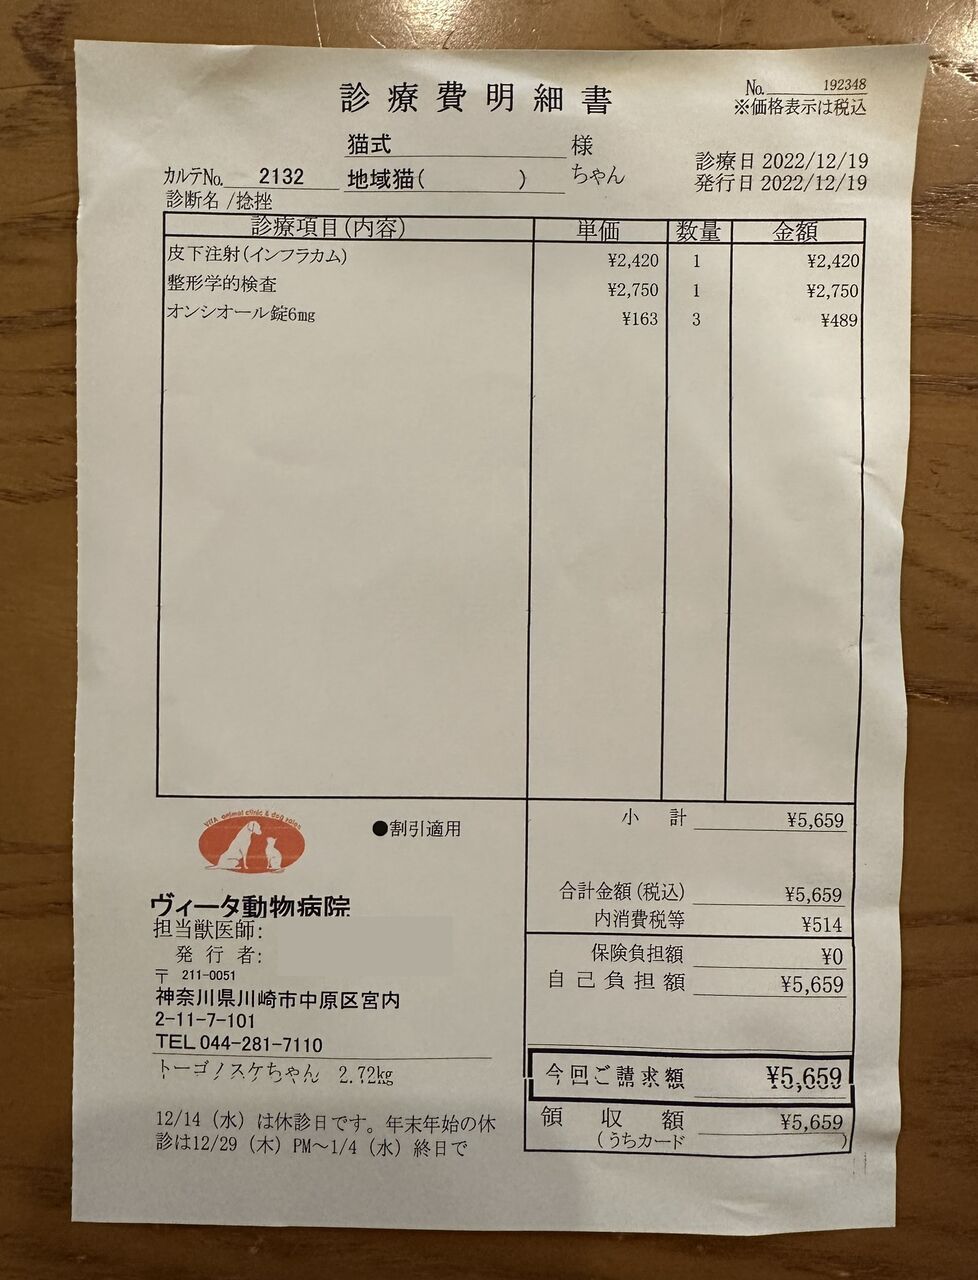 診療費明細書
No. 192348
※価格表示は税込
猫式 様
カルテNo. 2132 地域猫( ) ちゃん
診療日 2022/12/19
発行日 2022/12/19
診断名 /捻挫
診療項目(内容) 単価 数量 金額
皮下注射(インフラカム) ¥2,420 1 ¥2,420
整形学的検査 ¥2,750 1 ¥2,750
オンシオール錠6mg ¥163 3 ¥489
VITA animal clinic & dog salon
●割引適用
ヴィータ動物病院
担当獣医師:
発行者:
〒 211-0051
神奈川県川崎市中原区宮内
2-11-7-101
TEL 044-281-7110
トーゴノスケちゃん 2.72kg
12/14（水）は休診日です。年末年始の休
診は12/29（木）PM〜1/4（水）終日で
小計 ¥5,659
合計金額(税込) ¥5,659
内消費税等 ¥514
保険負担額 ¥0
自己負担額 ¥5,659
今回ご請求額 ¥5,659
領収額 ¥5,659
(うちカード )